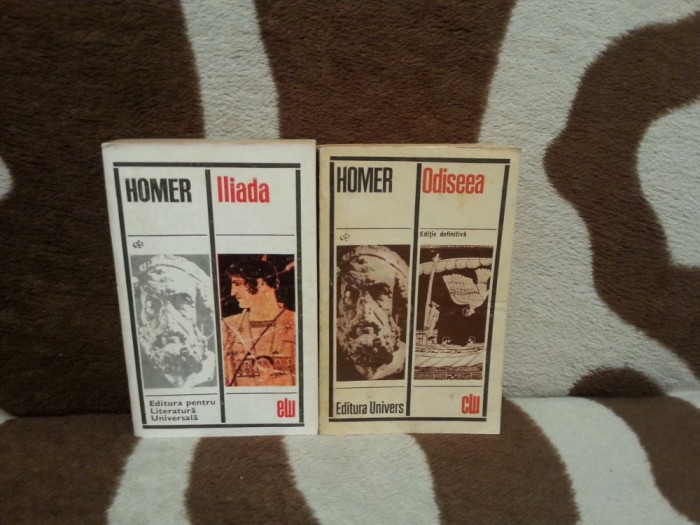 HOMER
Iliada
Editura pentru
Literatură
Universală
elu
HOMER
Odiseea
Ediție definitivă
Editura Univers
clu